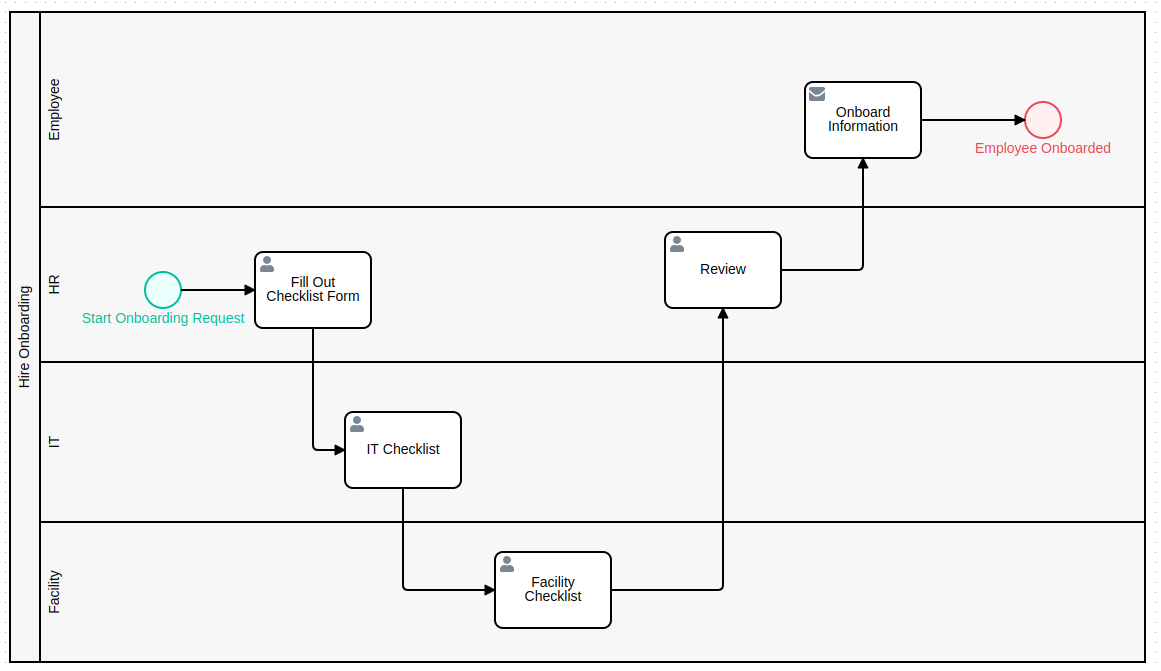 Hire Onboarding
Employee
Onboard
Information
Employee Onboarded
HR
Start Onboarding Request
Fill Out
Checklist Form
Review
IT
IT Checklist
Facility
Facility
Checklist